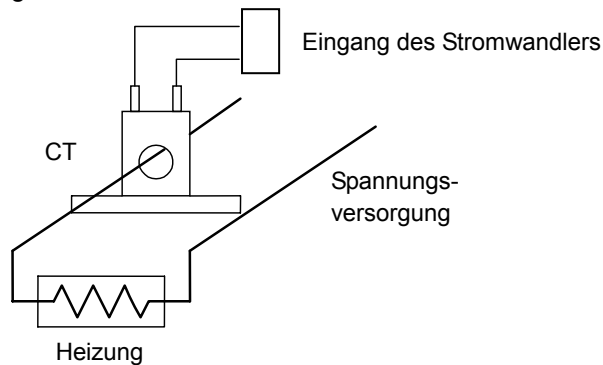 Eingang des Stromwandlers
CT
Spannungs-
versorgung
Heizung